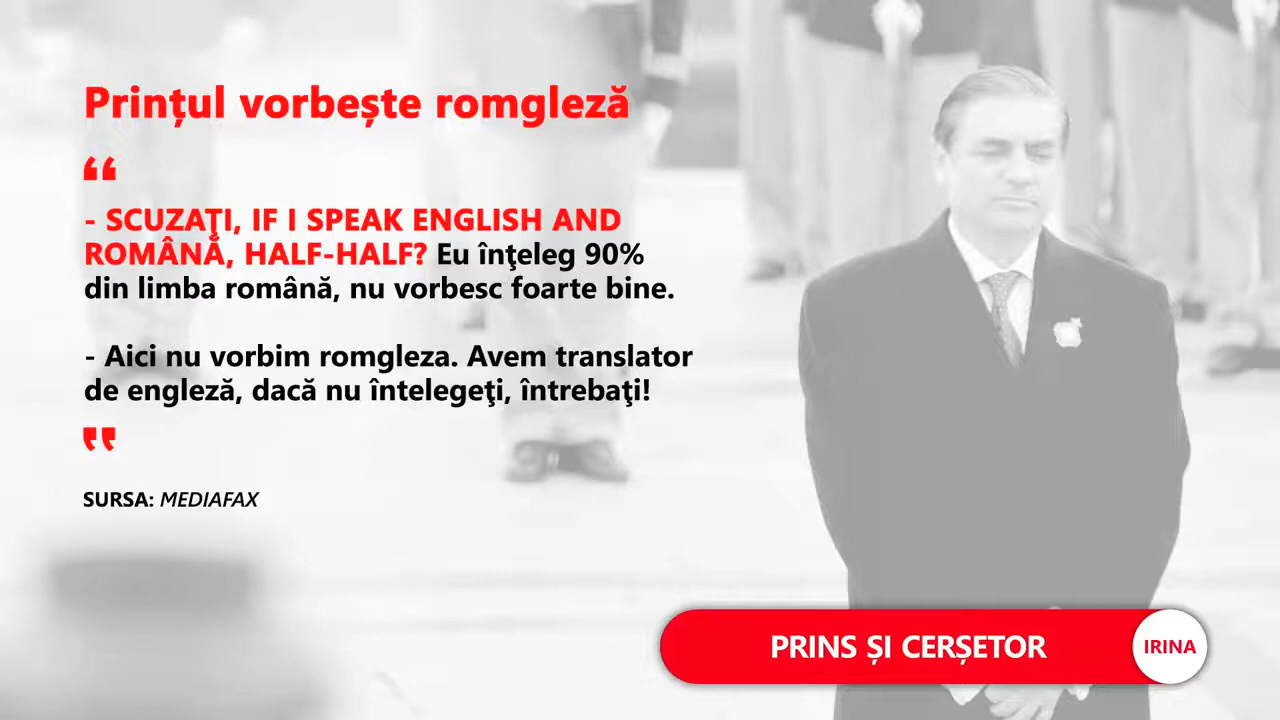 Prințul vorbește romgleză
“
- SCUZAŢI, IF I SPEAK ENGLISH AND
ROMÂNĂ, HALF-HALF? Eu înţeleg 90%
din limba română, nu vorbesc foarte bine.
- Aici nu vorbim romgleza. Avem translator
de engleză, dacă nu întelegeţi, întrebaţi!
”
SURSA: MEDIAFAX
PRINS ȘI CERȘETOR
IRINA